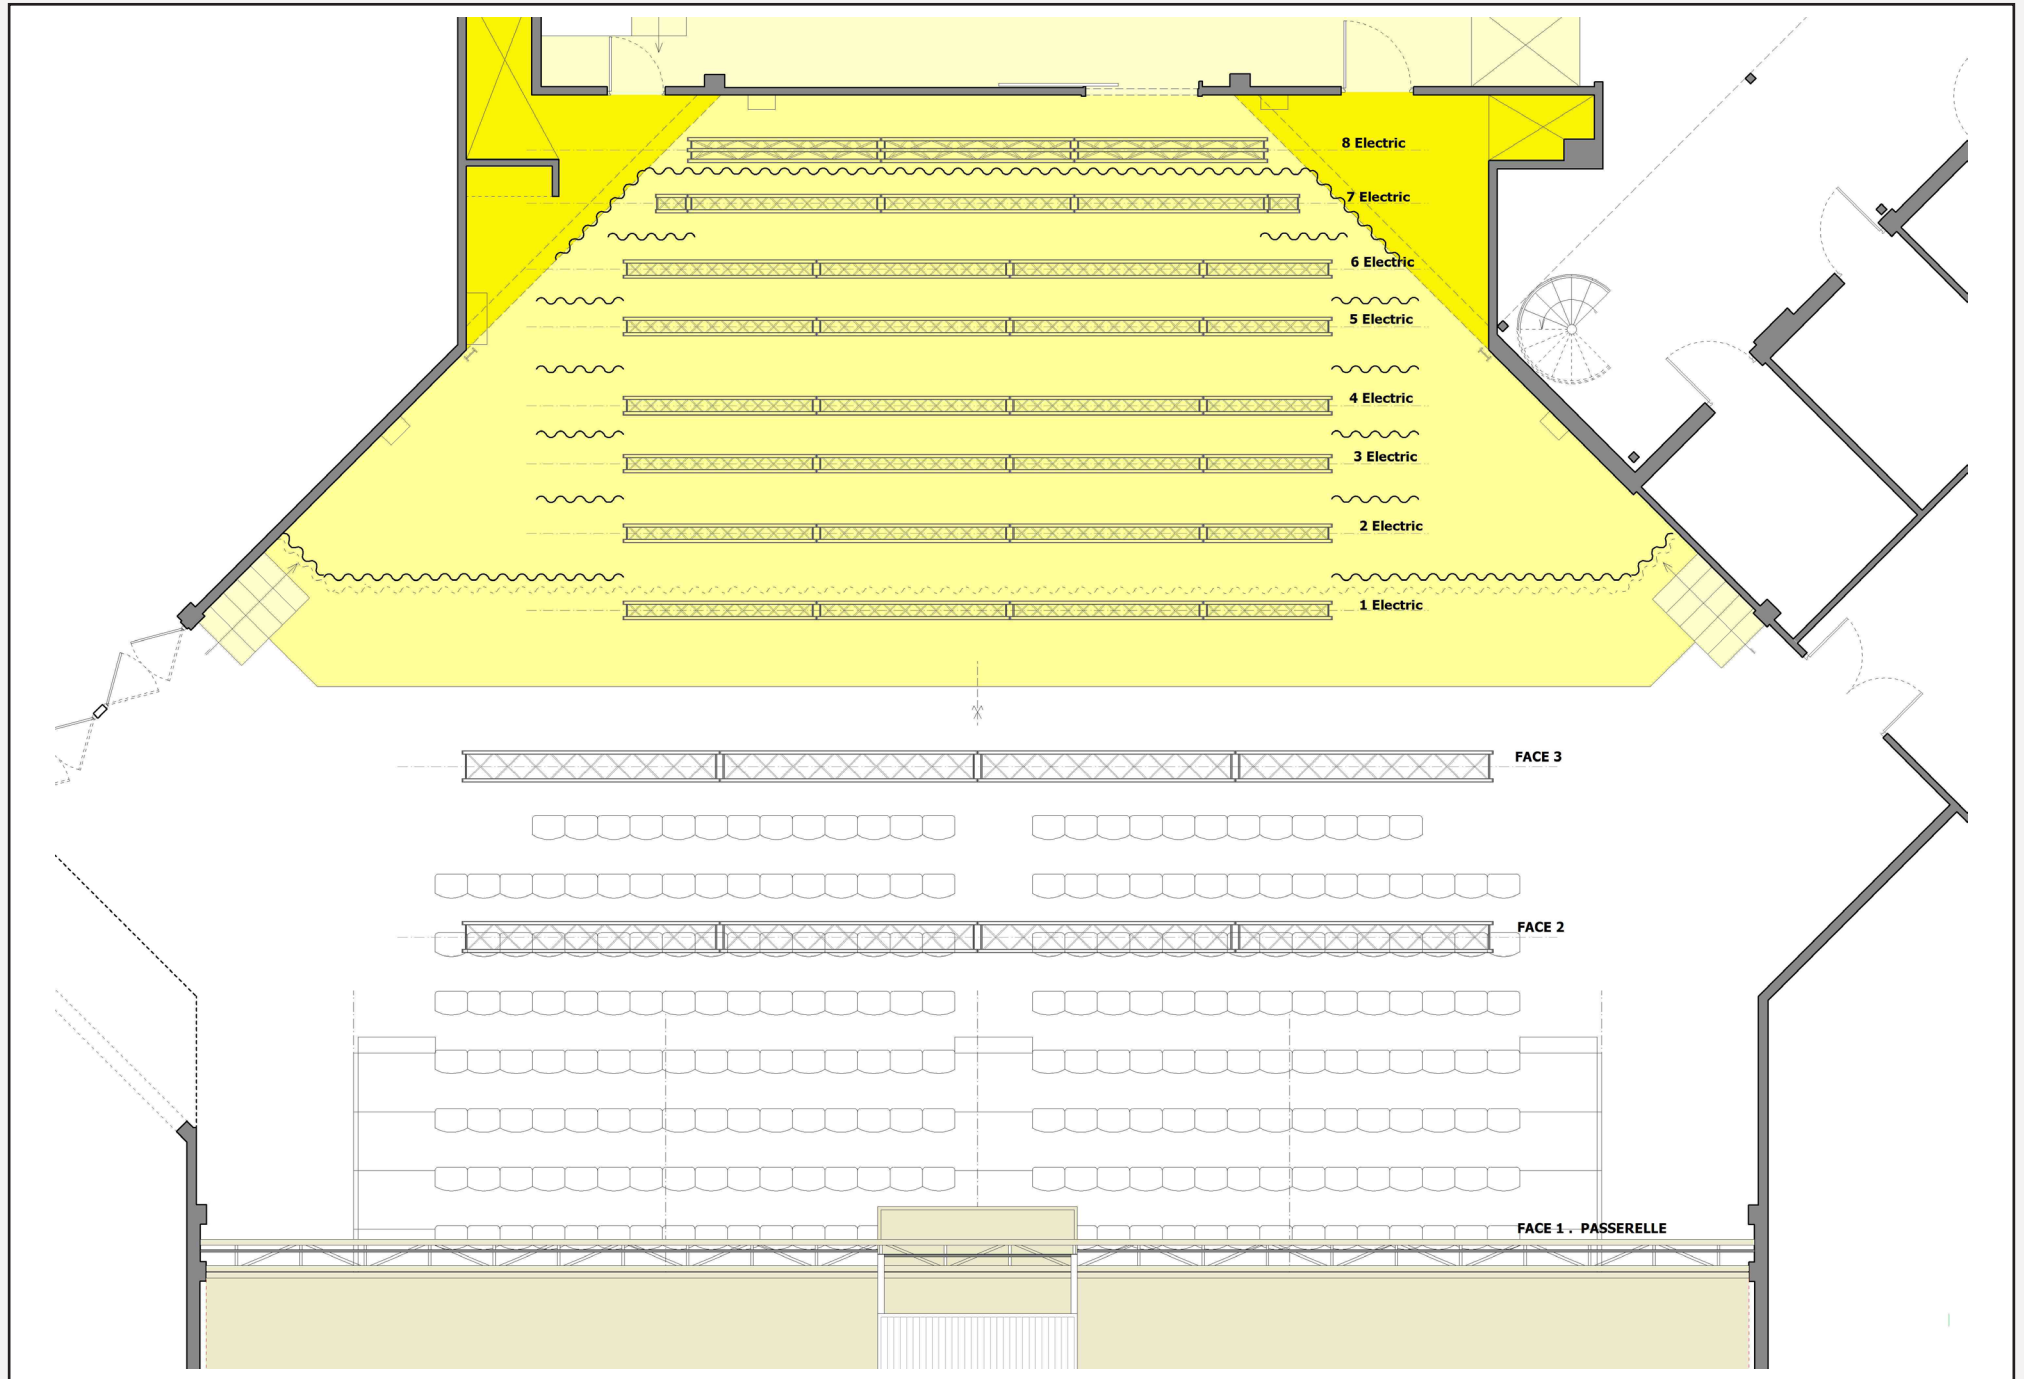 8 Electric
7 Electric
6 Electric
5 Electric
4 Electric
3 Electric
2 Electric
1 Electric
FACE 3
FACE 2
FACE 1 . PASSERELLE